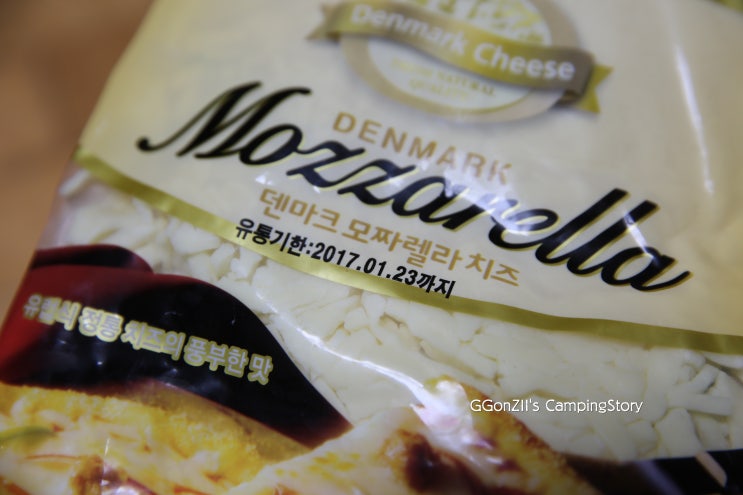 Denmark Cheese
NATURAL
DENMARK
Mozzarella
덴마크 모짜렐라 치즈
유통기한:2017.01.23까지
유럽식 정통 치즈의 풍부한 맛
GGonZII's CampingStory